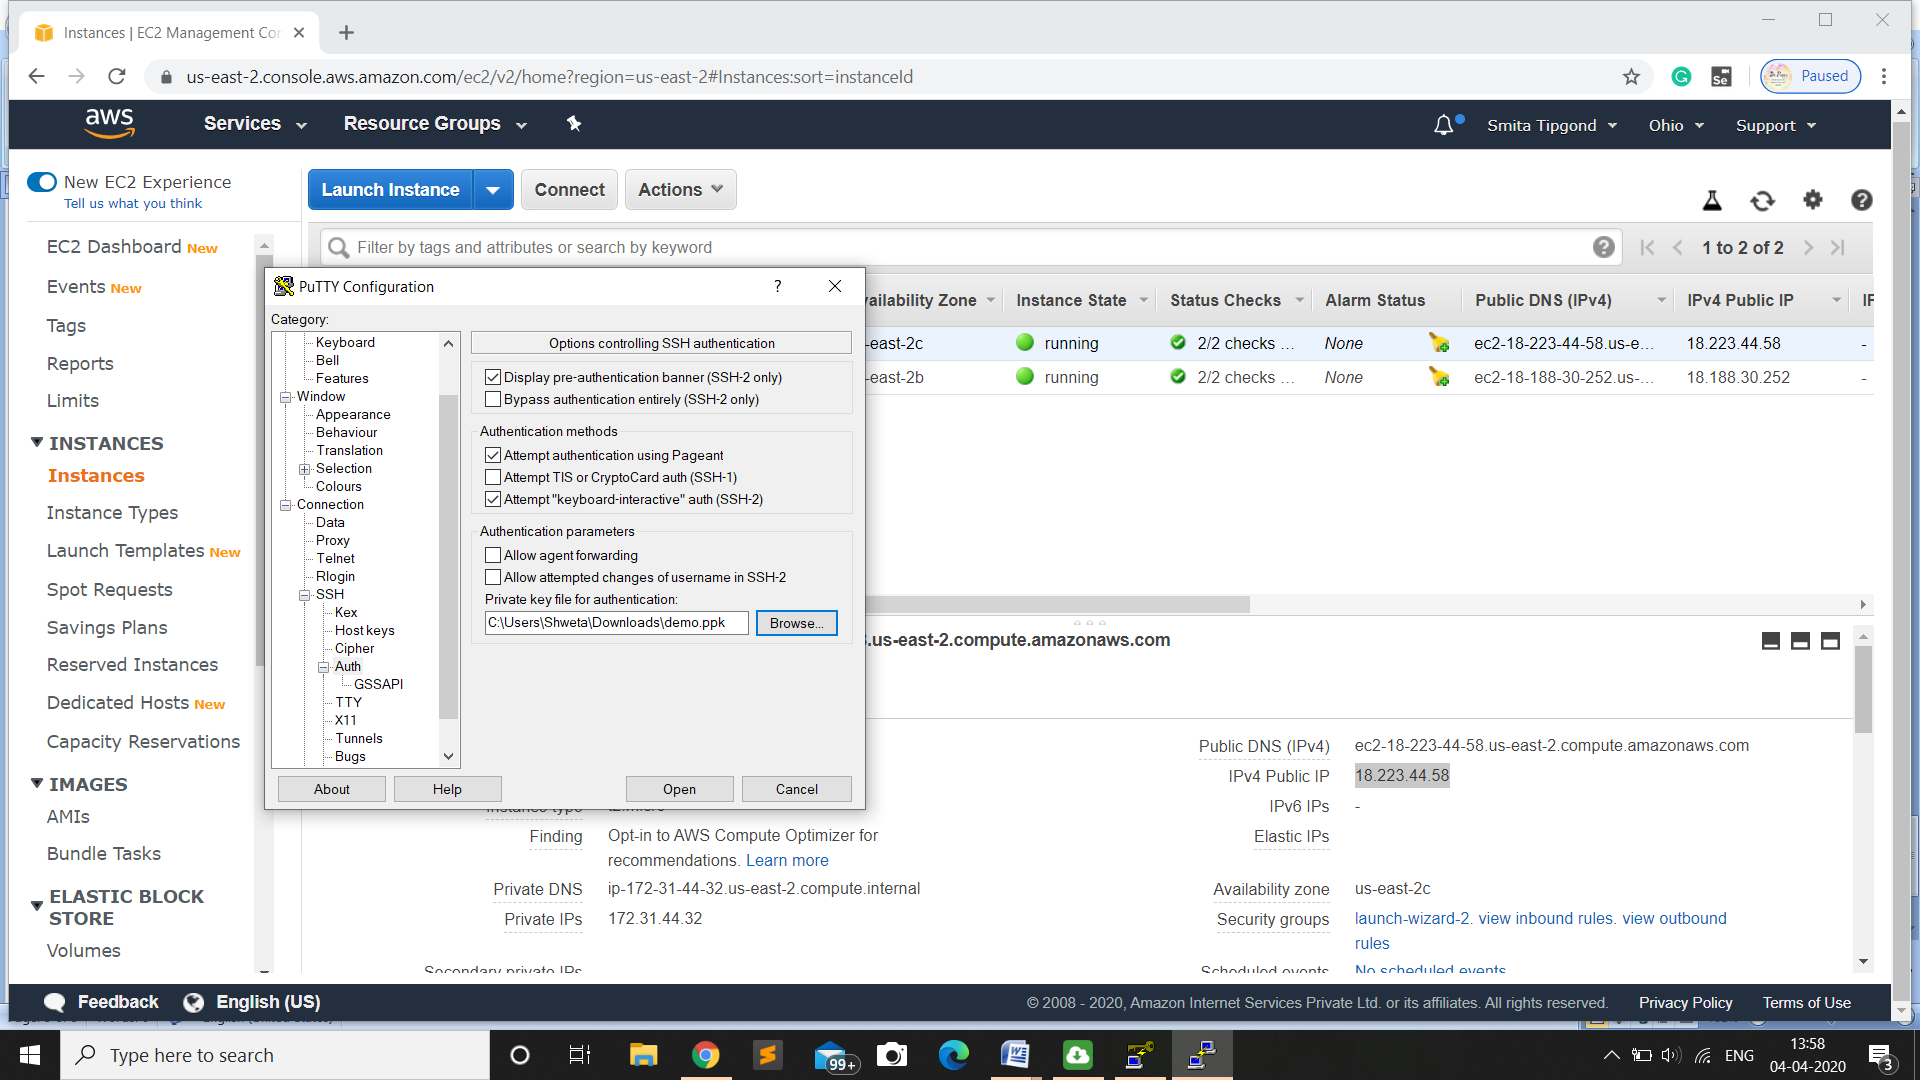 Instances | EC2 Management Con
us-east-2.console.aws.amazon.com/ec2/v2/home?region=us-east-2#Instances:sort=instanceId
Se
Paused
aws
Services
Resource Groups
Smita Tipgond
Ohio
Support
New EC2 Experience
Tell us what you think
EC2 Dashboard New
Events New
Tags
Reports
Limits
INSTANCES
Instances
Instance Types
Launch Templates New
Spot Requests
Savings Plans
Reserved Instances
Dedicated Hosts New
Capacity Reservations
IMAGES
AMIs
Bundle Tasks
ELASTIC BLOCK
STORE
Volumes
Launch Instance
Connect
Actions
Filter by tags and attributes or search by keyword
1 to 2 of 2
ailability Zone
Instance State
Status Checks
Alarm Status
Public DNS (IPv4)
IPv4 Public IP
-east-2c
running
2/2 checks ...
None
ec2-18-223-44-58.us-e...
18.223.44.58
-
-east-2b
running
2/2 checks ...
None
ec2-18-188-30-252.us-...
18.188.30.252
-
PuTTY Configuration
?
Category:
Keyboard
Bell
Features
Window
Appearance
Behaviour
Translation
Selection
Colours
Connection
Data
Proxy
Telnet
Rlogin
SSH
Kex
Host keys
Cipher
Auth
GSSAPI
TTY
X11
Tunnels
Bugs
Options controlling SSH authentication
Display pre-authentication banner (SSH-2 only)
Bypass authentication entirely (SSH-2 only)
Authentication methods
Attempt authentication using Pageant
Attempt TIS or CryptoCard auth (SSH-1)
Attempt "keyboard-interactive" auth (SSH-2)
Authentication parameters
Allow agent forwarding
Allow attempted changes of username in SSH-2
Private key file for authentication:
C:\Users\Shweta\Downloads\demo.ppk
Browse...
About
Help
Open
Cancel
.us-east-2.compute.amazonaws.com
Public DNS (IPv4)
ec2-18-223-44-58.us-east-2.compute.amazonaws.com
IPv4 Public IP
18.223.44.58
Instance type
t2.micro
IPv6 IPs
-
Finding
Opt-in to AWS Compute Optimizer for
recommendations. Learn more
Elastic IPs
Private DNS
ip-172-31-44-32.us-east-2.compute.internal
Availability zone
us-east-2c
Private IPs
172.31.44.32
Security groups
launch-wizard-2. view inbound rules. view outbound
rules
Secondary private IPs
Scheduled events
No scheduled events
Feedback
English (US)
© 2008 - 2020, Amazon Internet Services Private Ltd. or its affiliates. All rights reserved.
Privacy Policy
Terms of Use
Type here to search
99+
ENG
13:58
04-04-2020
3